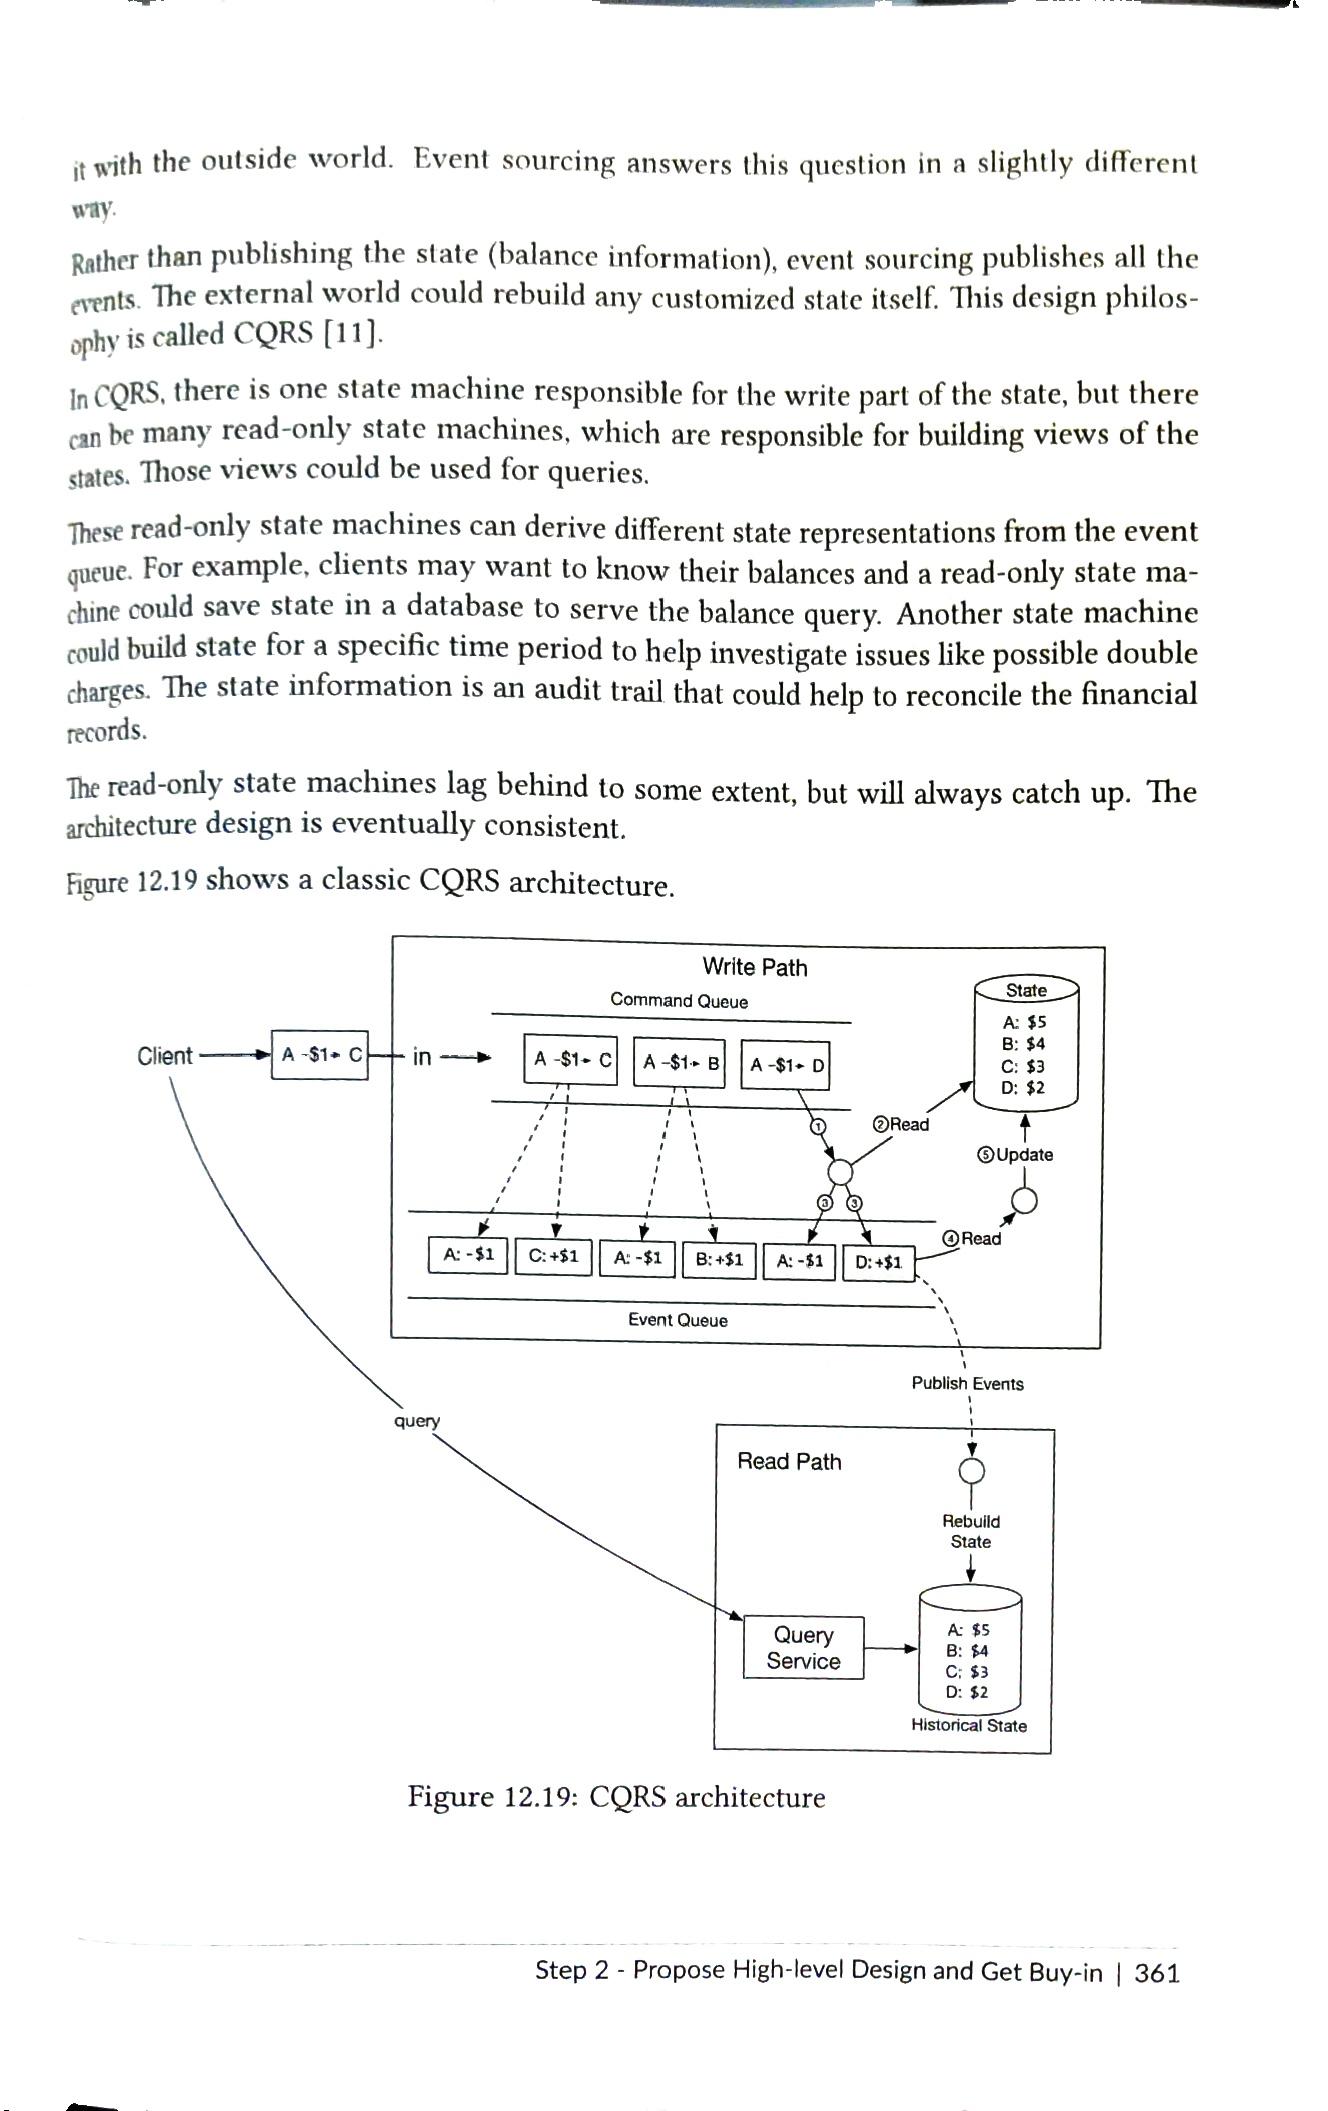 it with the outside world. Event sourcing answers this question in a slightly different
way.
Rather than publishing the state (balance information), event sourcing publishes all the
events. The external world could rebuild any customized state itself. This design philos-
ophy is called CQRS [11].
In CQRS, there is one state machine responsible for the write part of the state, but there
can be many read-only state machines, which are responsible for building views of the
states. Those views could be used for queries.
These read-only state machines can derive different state representations from the event
queue. For example, clients may want to know their balances and a read-only state ma-
chine could save state in a database to serve the balance query. Another state machine
could build state for a specific time period to help investigate issues like possible double
charges. The state information is an audit trail that could help to reconcile the financial
records.
The read-only state machines lag behind to some extent, but will always catch up. The
architecture design is eventually consistent.
Figure 12.19 shows a classic CQRS architecture.
Write Path
Command Queue
State
A: $5
B: $4
C: $3
D: $2
Client
A -$1→ C
in
A -$1→ C
A -$1→ B
A -$1→ D
①
②Read
⑤Update
③ ③
④Read
A: -$1
C: +$1
A: -$1
B: +$1
A: -$1
D: +$1
Event Queue
Publish Events
query
Read Path
Rebuild
State
Query
Service
A: $5
B: $4
C: $3
D: $2
Historical State
Figure 12.19: CQRS architecture
Step 2 - Propose High-level Design and Get Buy-in | 361